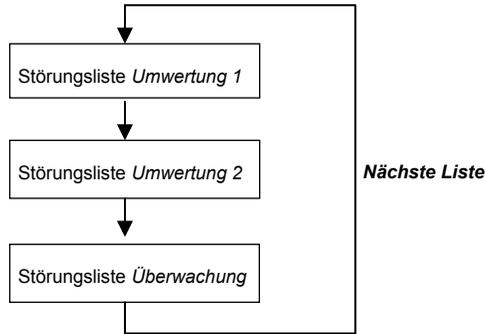 Störungsliste Umwertung 1
Störungsliste Umwertung 2
Nächste Liste
Störungsliste Überwachung